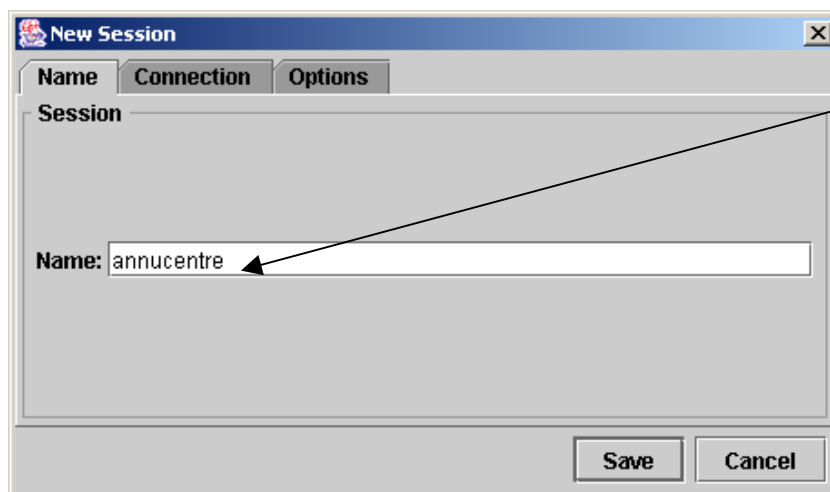 New Session
Name Connection Options
Session
Name: annucentre
Save Cancel